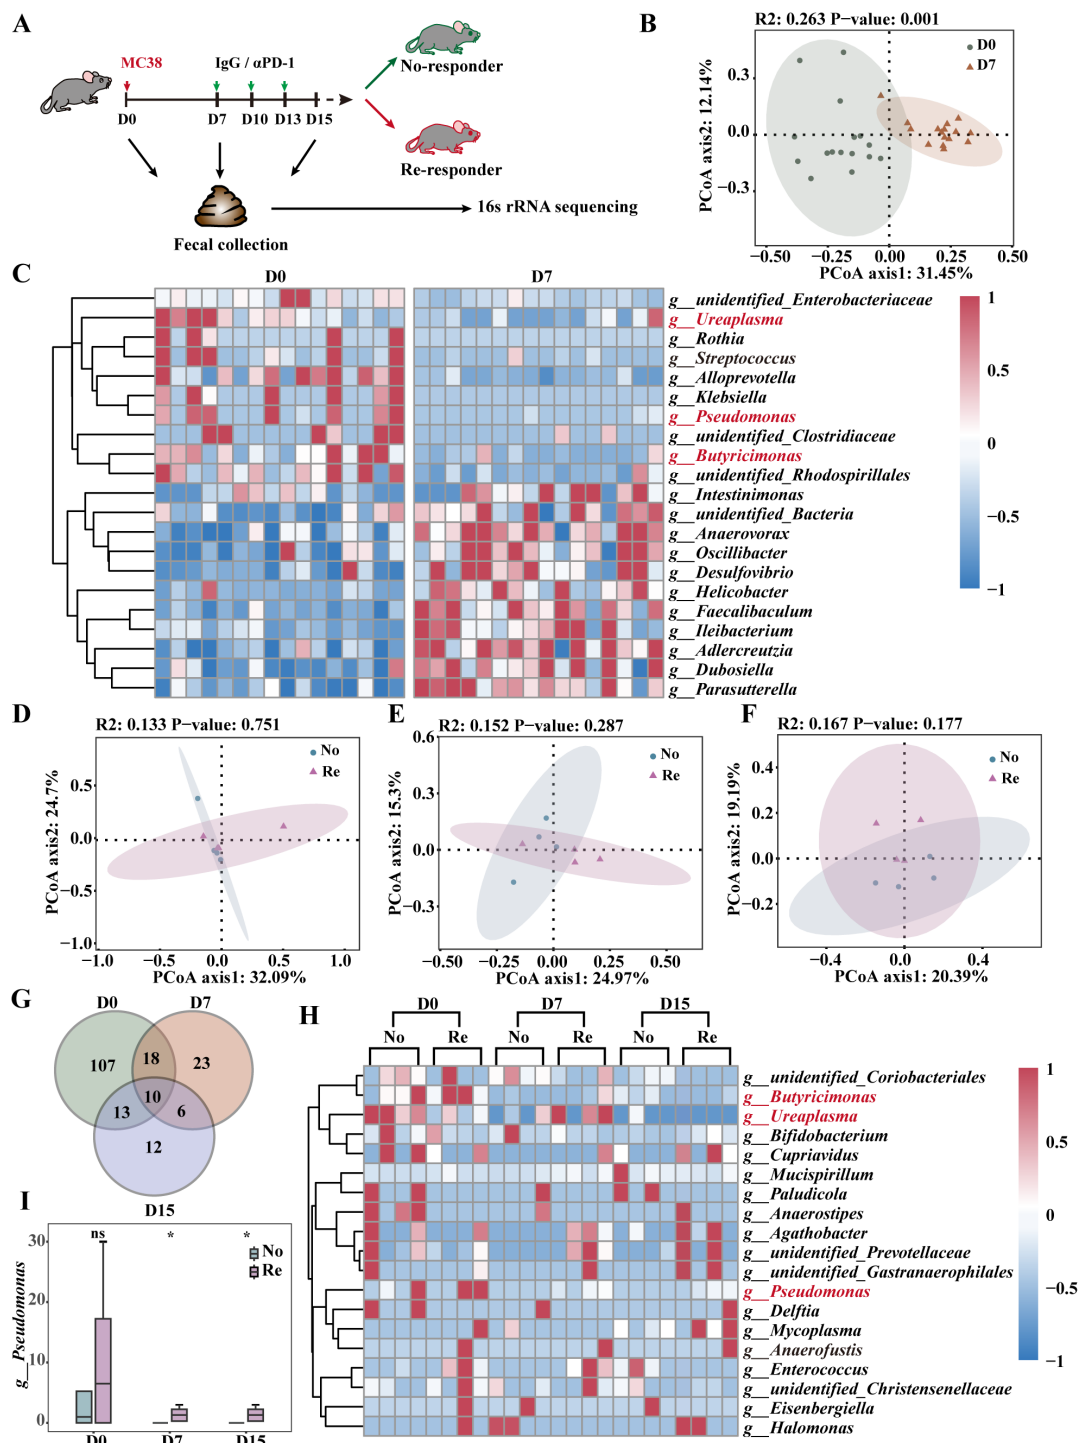 A
MC38
IgG / αPD-1
D0
D7
D10
D13
D15
No-responder
Re-responder
Fecal collection
16s rRNA sequencing
B
R2: 0.263 P-value: 0.001
D0
D7
PCoA axis2: 12.14%
0.3
0.0
−0.3
−0.50
−0.25
0.00
0.25
0.50
PCoA axis1: 31.45%
C
D0
D7
g__unidentified_Enterobacteriaceae
g__Ureaplasma
g__Rothia
g__Streptococcus
g__Alloprevotella
g__Klebsiella
g__Pseudomonas
g__unidentified_Clostridiaceae
g__Butyricimonas
g__unidentified_Rhodospirillales
g__Intestinimonas
g__unidentified_Bacteria
g__Anaerovorax
g__Oscillibacter
g__Desulfovibrio
g__Helicobacter
g__Faecalibaculum
g__Ileibacterium
g__Adlercreutzia
g__Dubosiella
g__Parasutterella
1
0.5
0
−0.5
−1
D
R2: 0.133 P−value: 0.751
No
Re
PCoA axis2: 24.7%
0.5
0.0
−0.5
−1.0
−1.0
−0.5
0.0
0.5
1.0
PCoA axis1: 32.09%
E
R2: 0.152 P−value: 0.287
No
Re
PCoA axis2: 15.3%
0.6
0.3
0.0
−0.3
−0.50
−0.25
0.00
0.25
0.50
PCoA axis1: 24.97%
F
R2: 0.167 P−value: 0.177
No
Re
PCoA axis2: 19.19%
0.4
0.2
0.0
−0.2
−0.4
0.0
0.4
PCoA axis1: 20.39%
G
D0
D7
107
18
23
10
13
6
12
D15
H
D0
D7
D15
No
Re
No
Re
No
Re
g__unidentified_Coriobacteriales
g__Butyricimonas
g__Ureaplasma
g__Bifidobacterium
g__Cupriavidus
g__Mucispirillum
g__Paludicola
g__Anaerostipes
g__Agathobacter
g__unidentified_Prevotellaceae
g__unidentified_Gastranaerophilales
g__Pseudomonas
g__Delftia
g__Mycoplasma
g__Anaerofustis
g__Enterococcus
g__unidentified_Christensenellaceae
g__Eisenbergiella
g__Halomonas
1
0.5
0
−0.5
−1
I
ns
*
*
No
Re
g__Pseudomonas
30
20
10
0
D0
D7
D15